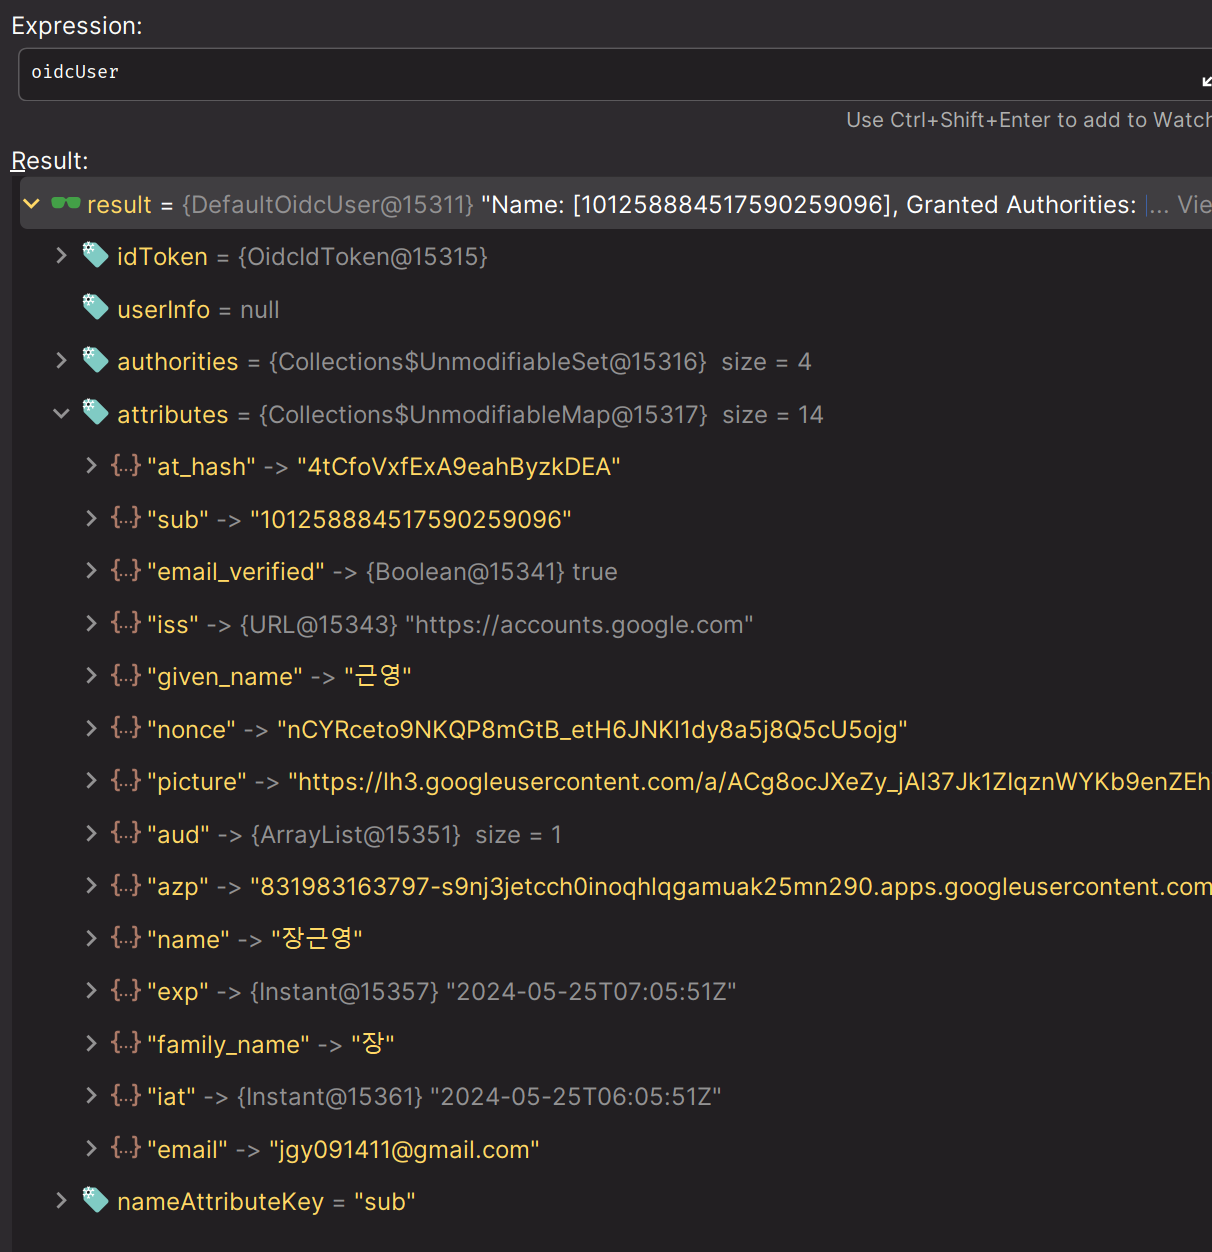 Expression:
oidcUser
Use Ctrl+Shift+Enter to add to Watch
Result:
result = {DefaultOidcUser@15311} "Name: [101258884517590259096], Granted Authorities: [... Vie
idToken = {OidcIdToken@15315}
userInfo = null
authorities = {Collections$UnmodifiableSet@15316} size = 4
attributes = {Collections$UnmodifiableMap@15317} size = 14
{...} "at_hash" -> "4tCfoVxfExA9eahByzkDEA"
{...} "sub" -> "101258884517590259096"
{...} "email_verified" -> {Boolean@15341} true
{...} "iss" -> {URL@15343} "https://accounts.google.com"
{...} "given_name" -> "근영"
{...} "nonce" -> "nCYRceto9NKQP8mGtB_etH6JNKl1dy8a5j8Q5cU5ojg"
{...} "picture" -> "https://lh3.googleusercontent.com/a/ACg8ocJXeZy_jAl37Jk1ZIqznWYKb9enZEh
{...} "aud" -> {ArrayList@15351} size = 1
{...} "azp" -> "831983163797-s9nj3jetcch0inoqhlqgamuak25mn290.apps.googleusercontent.com
{...} "name" -> "장근영"
{...} "exp" -> {Instant@15357} "2024-05-25T07:05:51Z"
{...} "family_name" -> "장"
{...} "iat" -> {Instant@15361} "2024-05-25T06:05:51Z"
{...} "email" -> "jgy091411@gmail.com"
nameAttributeKey = "sub"